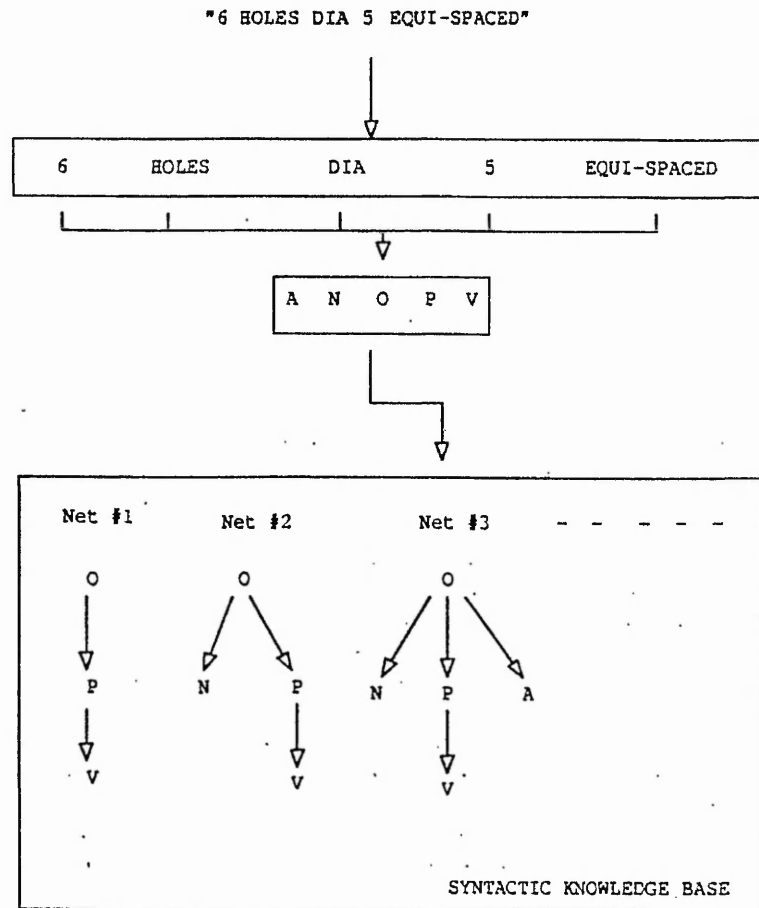 "6 HOLES DIA 5 EQUI-SPACED"
6 HOLES DIA 5 EQUI-SPACED
A N O P V
Net #1 Net #2 Net #3 - - - - -
O O O
P N P N P A
V V V
SYNTACTIC KNOWLEDGE BASE